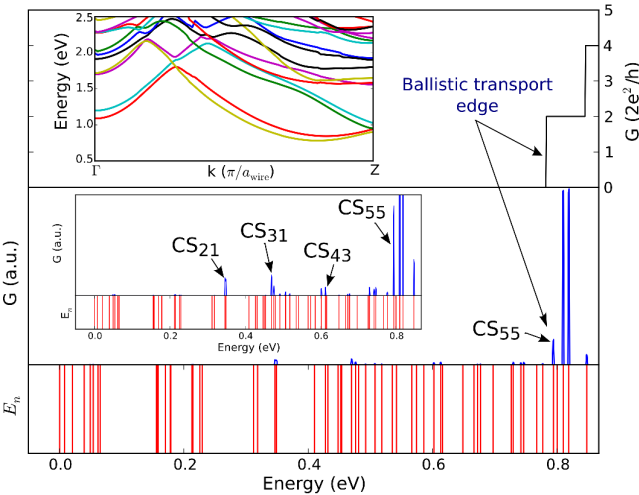 2.5
2.0
1.5
1.0
0.5
Energy (eV)
Γ
k (π/a_wire)
Z
5
4
3
2
1
0
G (2e²/h)
Ballistic transport
edge
G (a.u.)
G (a.u.)
CS21
CS31
CS43
CS55
E_n
0.0 0.2 0.4 0.6 0.8
Energy (eV)
CS55
E_n
0.0 0.2 0.4 0.6 0.8
Energy (eV)